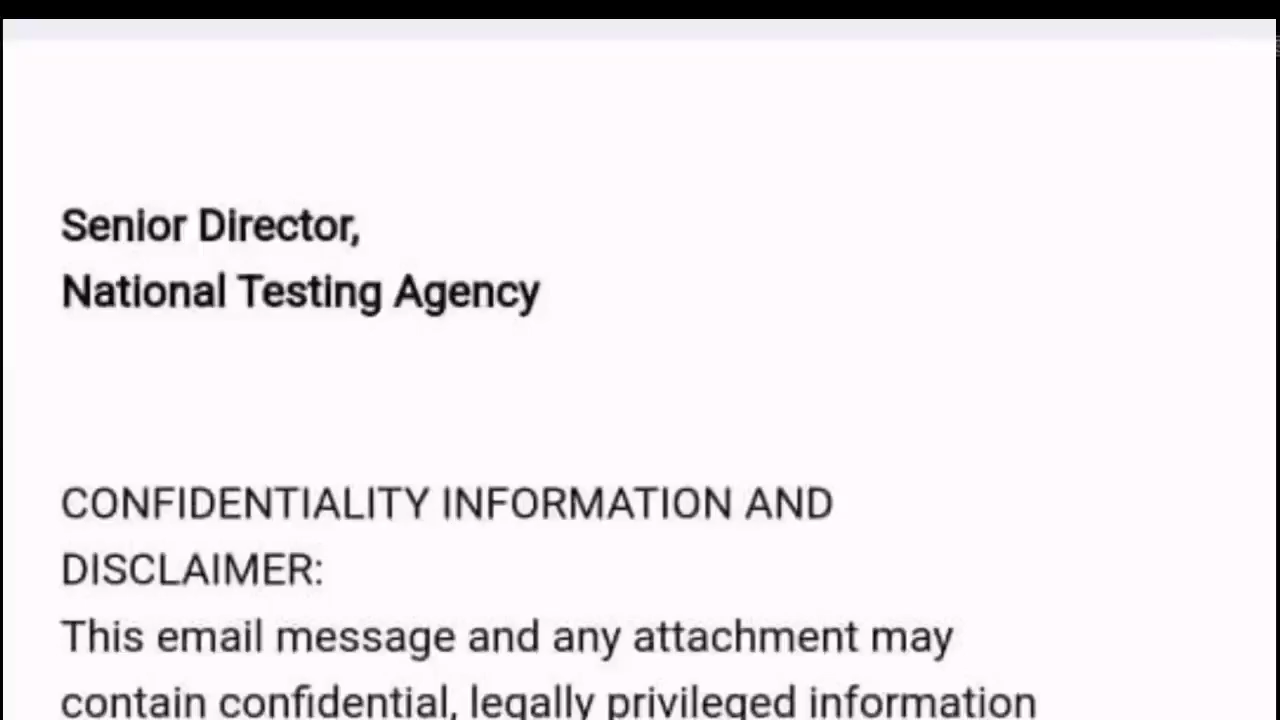 Senior Director,
National Testing Agency
CONFIDENTIALITY INFORMATION AND
DISCLAIMER:
This email message and any attachment may
contain confidential, legally privileged information